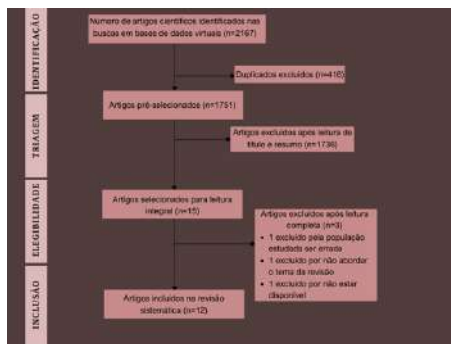 IDENTIFICAÇÃO
Número de artigos científicos identificados nas
buscas em bases de dados virtuais (n=2167)
Duplicados excluídos (n=416)
TRIAGEM
Artigos pré-selecionados (n=1751)
Artigos excluídos após leitura de
título e resumo (n=1736)
ELEGIBILIDADE
Artigos selecionados para leitura
integral (n=15)
Artigos excluídos após leitura
completa (n=3)
• 1 excluído pela população
estudada ser errada
• 1 excluído por não abordar
o tema da revisão
• 1 excluído por não estar
disponível
INCLUSÃO
Artigos incluídos na revisão
sistemática (n=12)